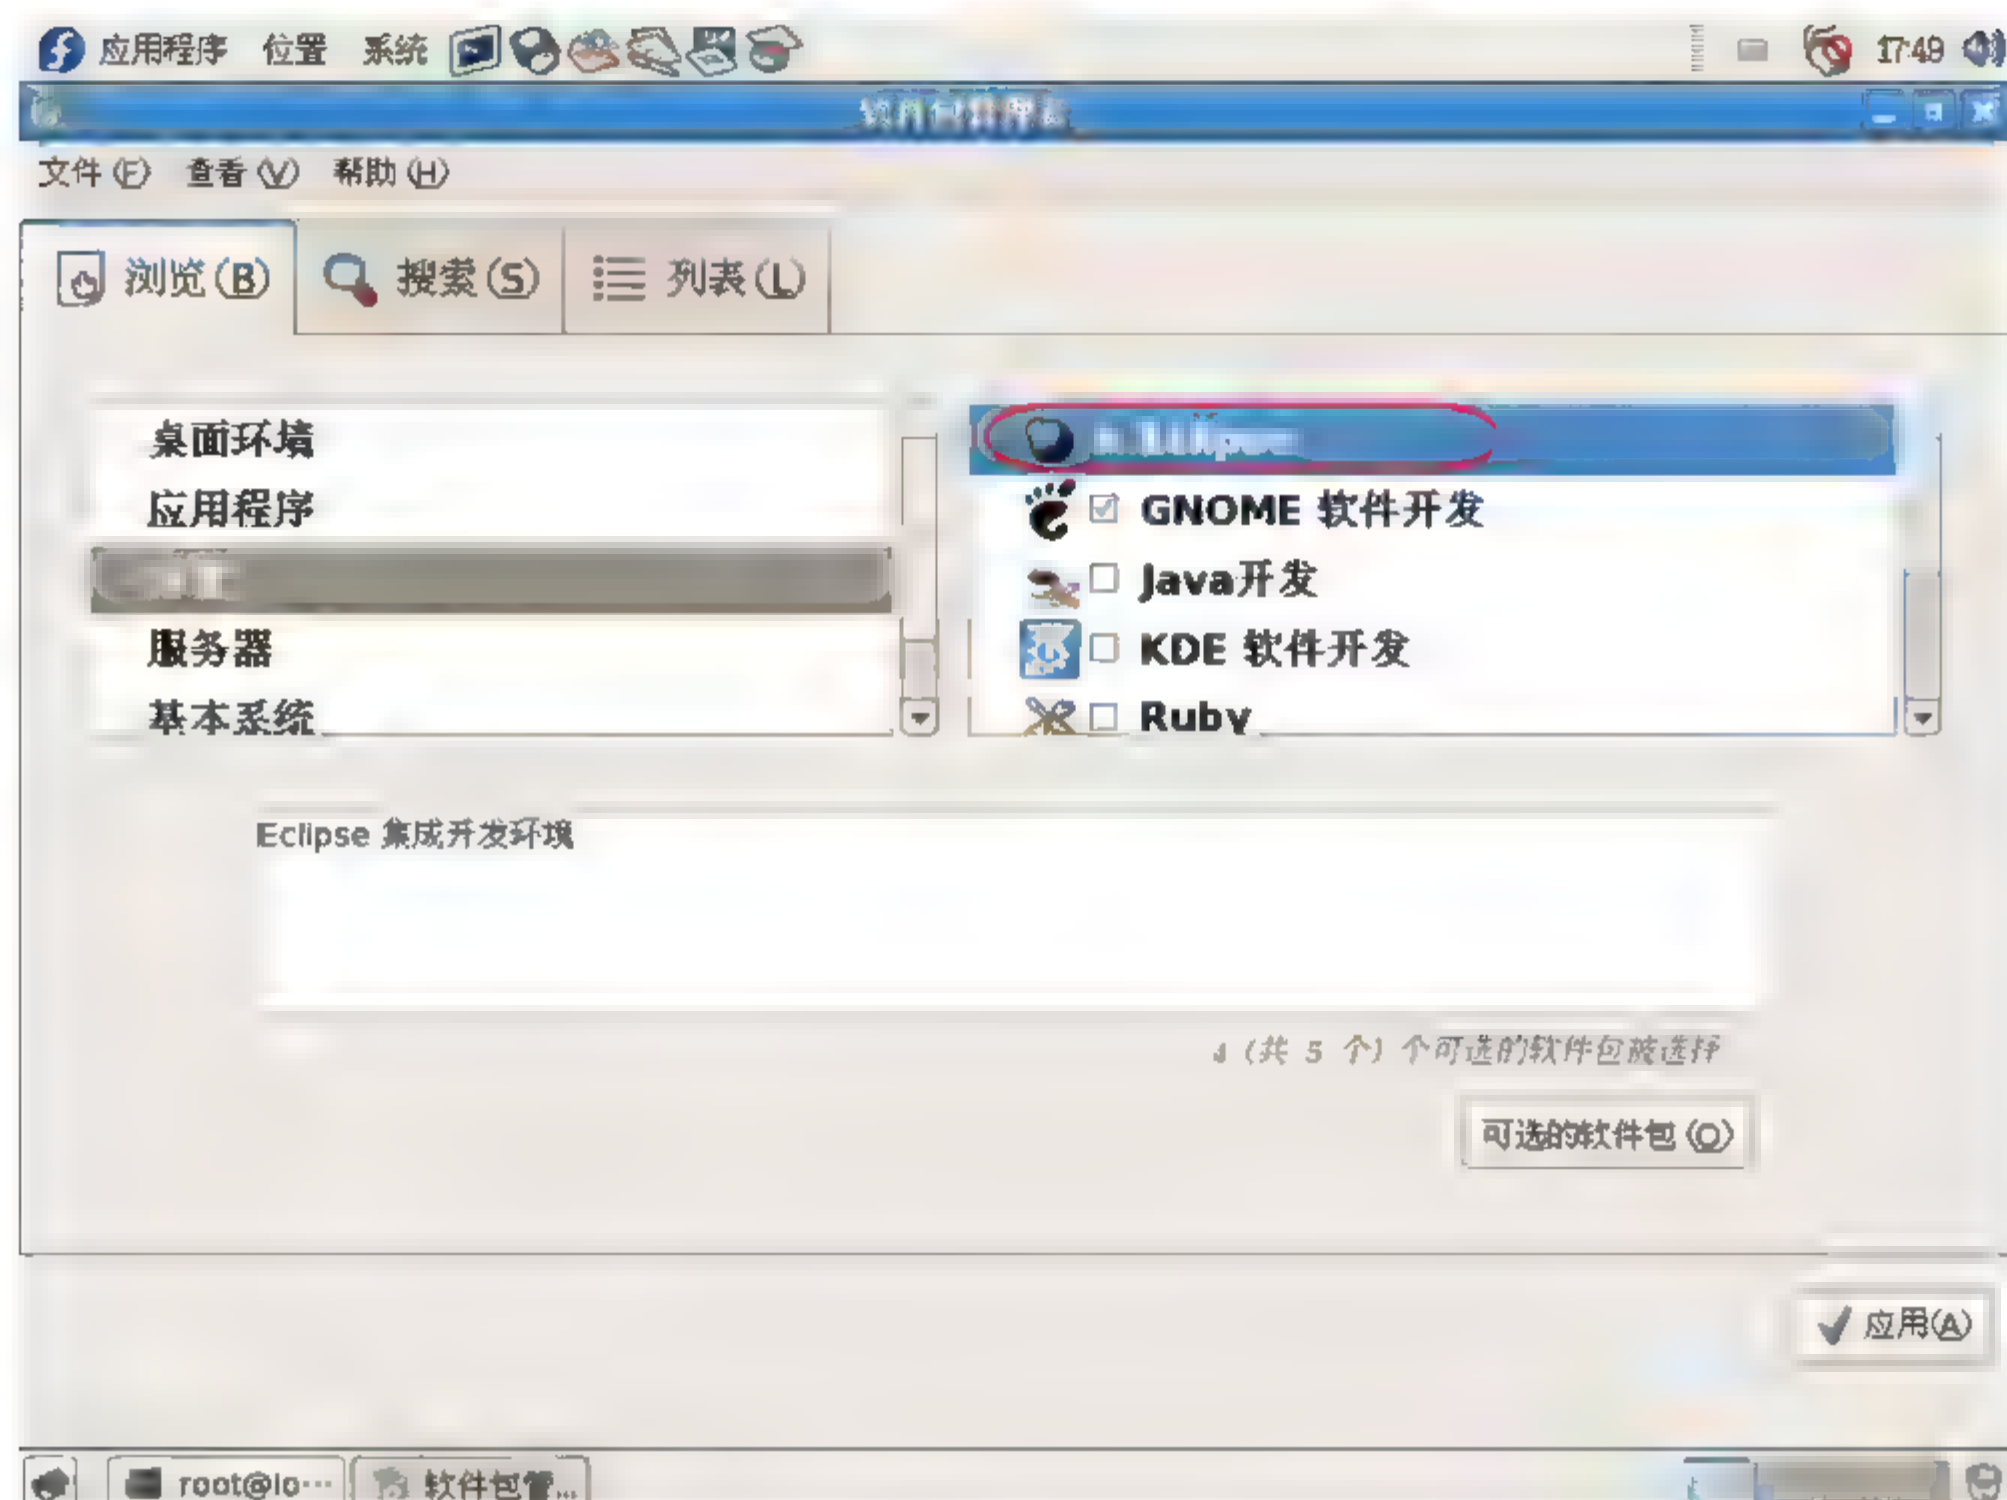 应用程序 位置 系统 17:49
文件(F) 查看(V) 帮助(H)
浏览(B) 搜索(S) 列表(L)
桌面环境
应用程序
服务器
基本系统
GNOME 软件开发
Java开发
KDE 软件开发
Ruby
Eclipse 集成开发环境
4 (共 5 个) 个可选的软件包被选择
可选的软件包(O)
应用(A)
root@lo… 软件包管...